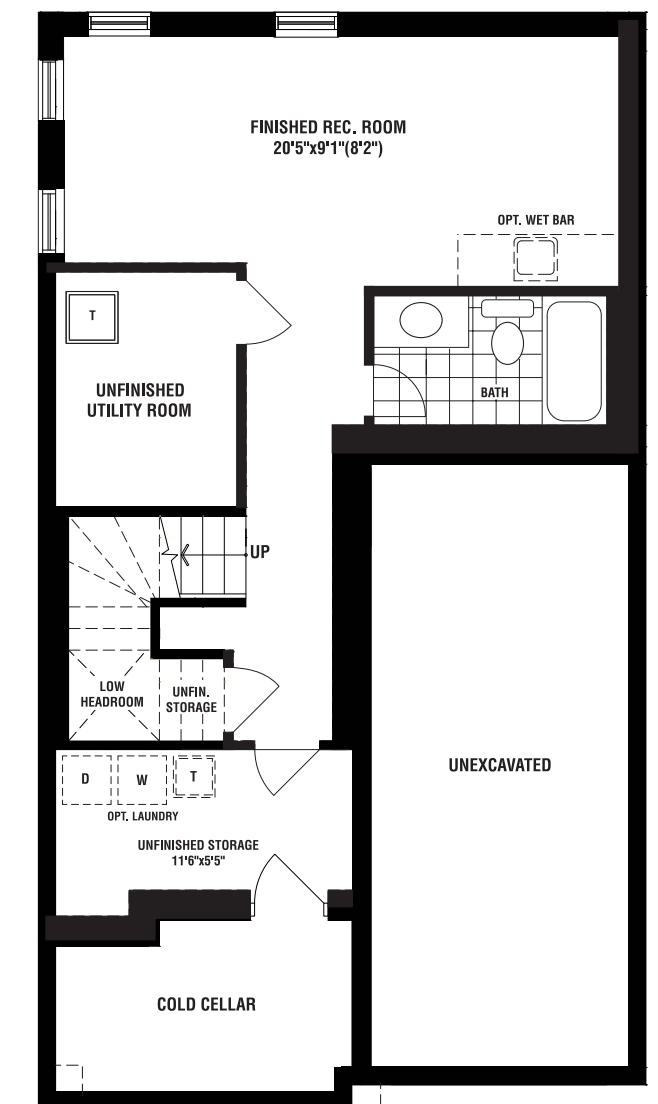 FINISHED REC. ROOM
20'5"x9'1"(8'2")
OPT. WET BAR
T
UNFINISHED
UTILITY ROOM
BATH
UP
LOW
HEADROOM
UNFIN.
STORAGE
UNEXCAVATED
D
W
T
OPT. LAUNDRY
UNFINISHED STORAGE
11'6"x5'5"
COLD CELLAR